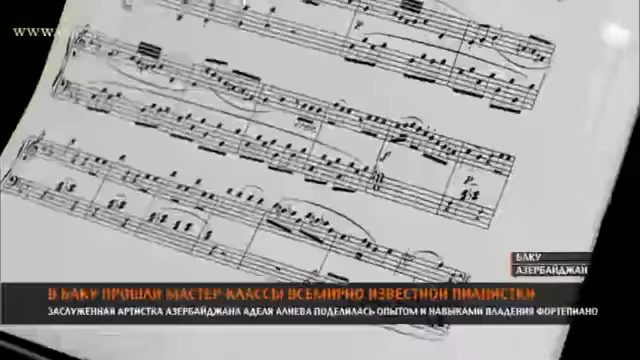 www.
БАКУ
АЗЕРБАЙДЖАН
В БАКУ ПРОШЛИ МАСТЕР-КЛАССЫ ВСЕМИРНО ИЗВЕСТНОЙ ПИАНИСТКИ
ЗАСЛУЖЕННАЯ АРТИСТКА АЗЕРБАЙДЖАНА АДЕЛЯ АЛИЕВА ПОДЕЛИЛАСЬ ОПЫТОМ И НАВЫКАМИ ВЛАДЕНИЯ ФОРТЕПИАНО